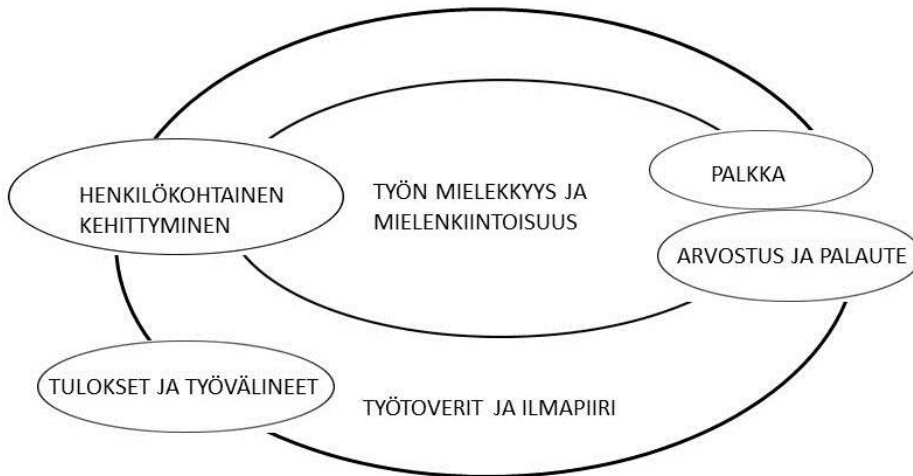 HENKILÖKOHTAINEN
KEHITTYMINEN
TYÖN MIELEKKYYS JA
MIELENKIINTOISUUS
PALKKA
ARVOSTUS JA PALAUTE
TULOKSET JA TYÖVÄLINEET
TYÖTOVERIT JA ILMAPIIRI